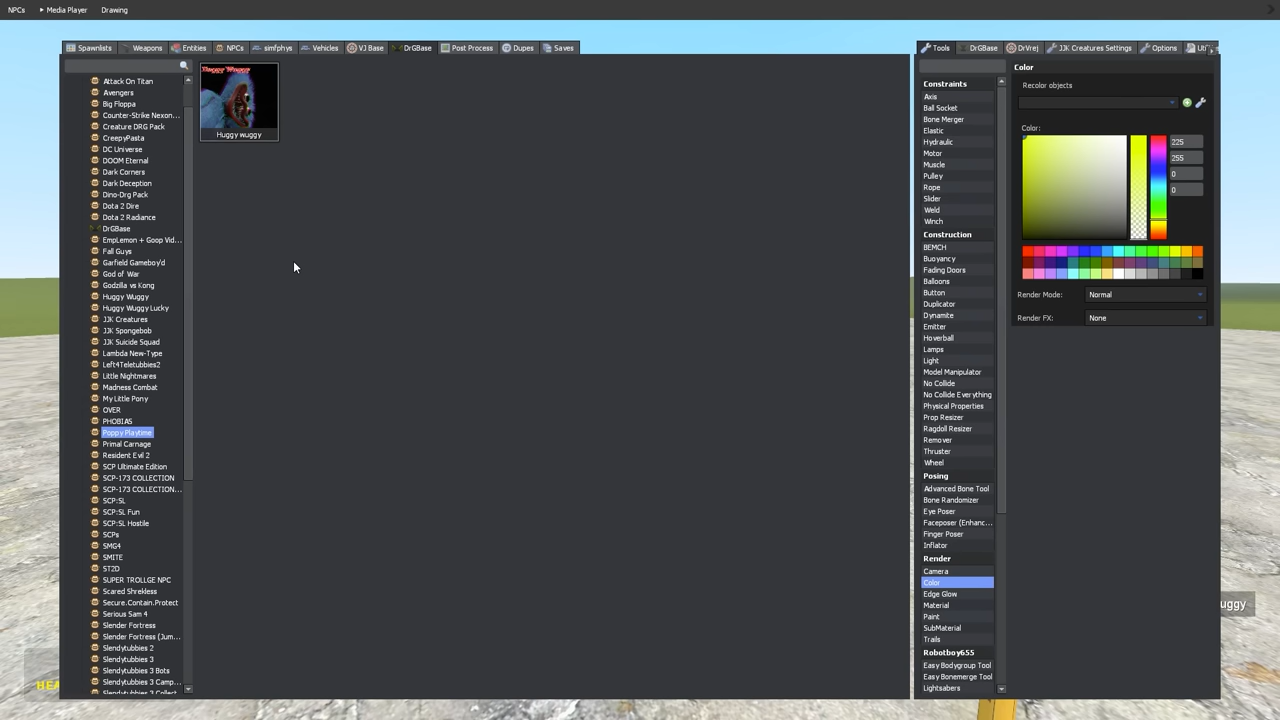 NPCs Media Player Drawing
Spawnlists Weapons Entities NPCs simfphys Vehicles VJ Base DrGBase Post Process Dupes Saves
Attack On Titan
Avengers
Big Floppa
Counter-Strike Nexon...
Creature DRG Pack
CreepyPasta
DC Universe
DOOM Eternal
Dark Corners
Dark Deception
Dino-Drg Pack
Dota 2 Dire
Dota 2 Radiance
DrGBase
EmpLemon + Goop Vid...
Fall Guys
Garfield Gameboy'd
God of War
Godzilla vs Kong
Huggy Wuggy
Huggy Wuggy Lucky
JJK Creatures
JJK Spongebob
JJK Suicide Squad
Lambda New-Type
Left4Teletubbies2
Little Nightmares
Madness Combat
My Little Pony
OVER
PHOBIAS
Poppy Playtime
Primal Carnage
Resident Evil 2
SCP Ultimate Edition
SCP-173 COLLECTION
SCP-173 COLLECTION...
SCP:SL
SCP:SL Fun
SCP:SL Hostile
SCPs
SMG4
SMITE
ST2D
SUPER TROLLGE NPC
Scared Shrekless
Secure.Contain.Protect
Serious Sam 4
Slender Fortress
Slender Fortress (Jum...
Slendytubbies 2
Slendytubbies 3
Slendytubbies 3 Bots
Slendytubbies 3 Camp...
Slendytubbies 3 Collect
Huggy Wuggy
Huggy wuggy
Tools DrGBase DrVrej JJK Creatures Settings Options Uti
Constraints
Axis
Ball Socket
Bone Merger
Elastic
Hydraulic
Motor
Muscle
Pulley
Rope
Slider
Weld
Winch
Construction
BEMCH
Buoyancy
Fading Doors
Balloons
Button
Duplicator
Dynamite
Emitter
Hoverball
Lamps
Light
Model Manipulator
No Collide
No Collide Everything
Physical Properties
Prop Resizer
Ragdoll Resizer
Remover
Thruster
Wheel
Posing
Advanced Bone Tool
Bone Randomizer
Eye Poser
Faceposer (Enhanc...
Finger Poser
Inflator
Render
Camera
Color
Edge Glow
Material
Paint
SubMaterial
Trails
Robotboy655
Easy Bodygroup Tool
Easy Bonemerge Tool
Lightsabers
Color
Recolor objects
Color:
225
255
0
0
Render Mode: Normal
Render FX: None
uggy
HEA